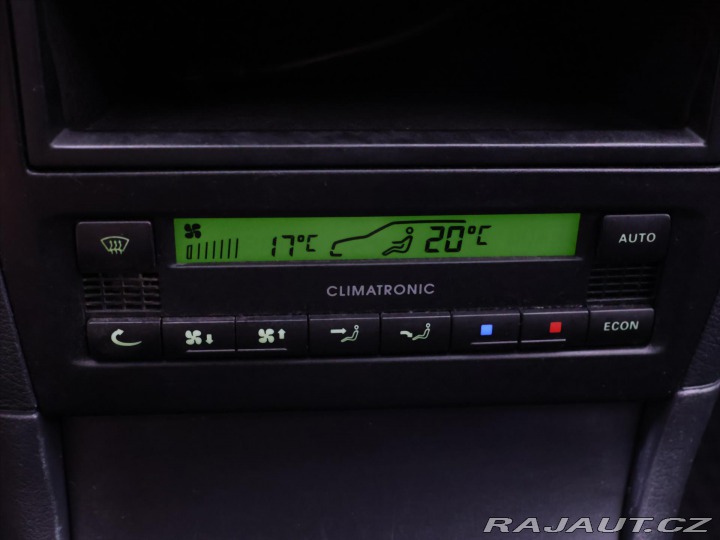 17°C 20°C
AUTO
CLIMATRONIC
ECON
RAJAUT.CZ